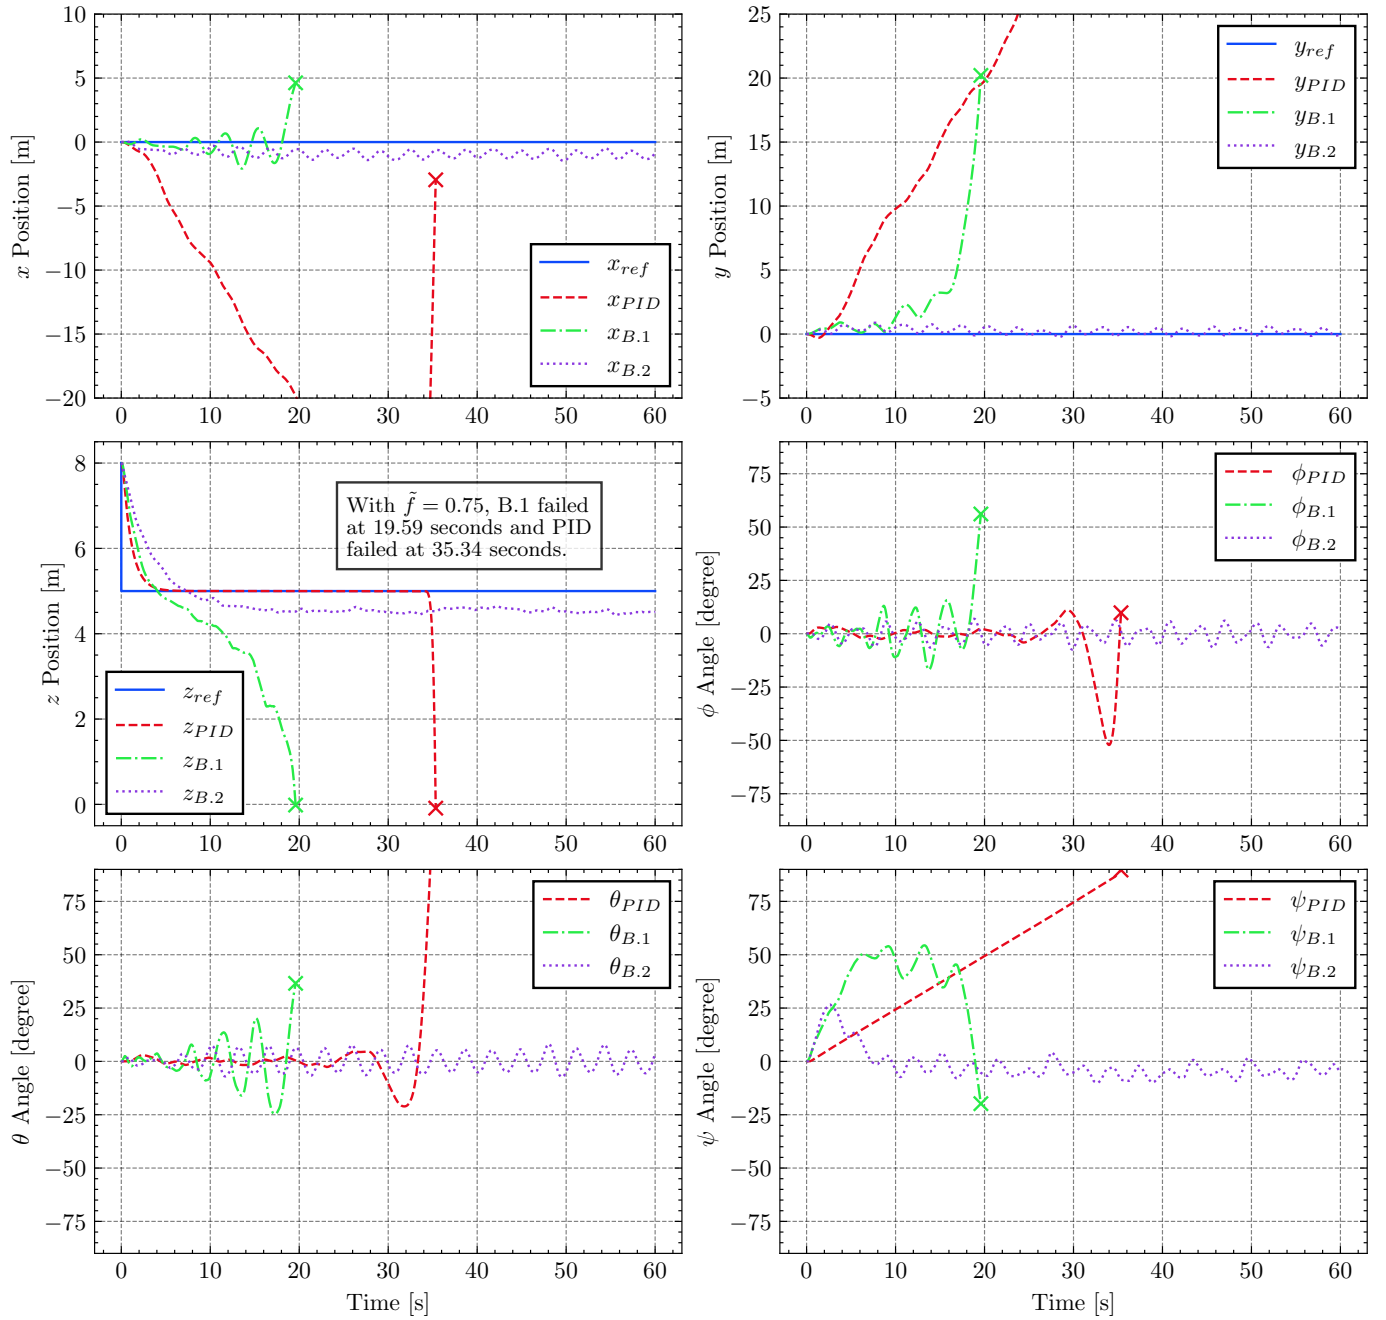 5
0
−5
−10
−15
−20
0 10 20 30 40 50 60
x Position [m]
x_ref
x_PID
x_B.1
x_B.2
25
20
15
10
5
0
−5
0 10 20 30 40 50 60
y Position [m]
y_ref
y_PID
y_B.1
y_B.2
8
6
4
2
0
0 10 20 30 40 50 60
z Position [m]
With f̃ = 0.75, B.1 failed
at 19.59 seconds and PID
failed at 35.34 seconds.
z_ref
z_PID
z_B.1
z_B.2
75
50
25
0
−25
−50
−75
0 10 20 30 40 50 60
ϕ Angle [degree]
ϕ_PID
ϕ_B.1
ϕ_B.2
75
50
25
0
−25
−50
−75
0 10 20 30 40 50 60
θ Angle [degree]
Time [s]
θ_PID
θ_B.1
θ_B.2
75
50
25
0
−25
−50
−75
0 10 20 30 40 50 60
ψ Angle [degree]
Time [s]
ψ_PID
ψ_B.1
ψ_B.2